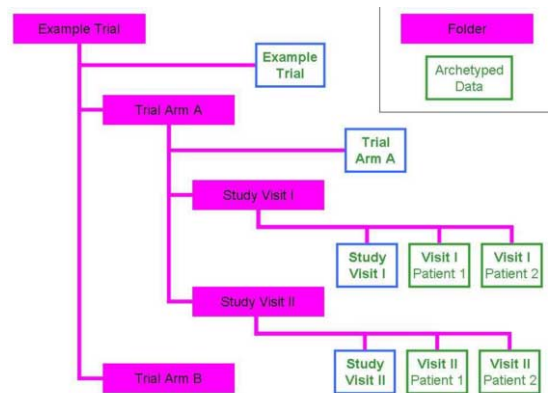 Example Trial
Folder
Example
Trial
Archetyped
Data
Trial Arm A
Trial
Arm A
Study Visit I
Study
Visit I
Visit I
Patient 1
Visit I
Patient 2
Study Visit II
Study
Visit II
Visit II
Patient 1
Visit II
Patient 2
Trial Arm B